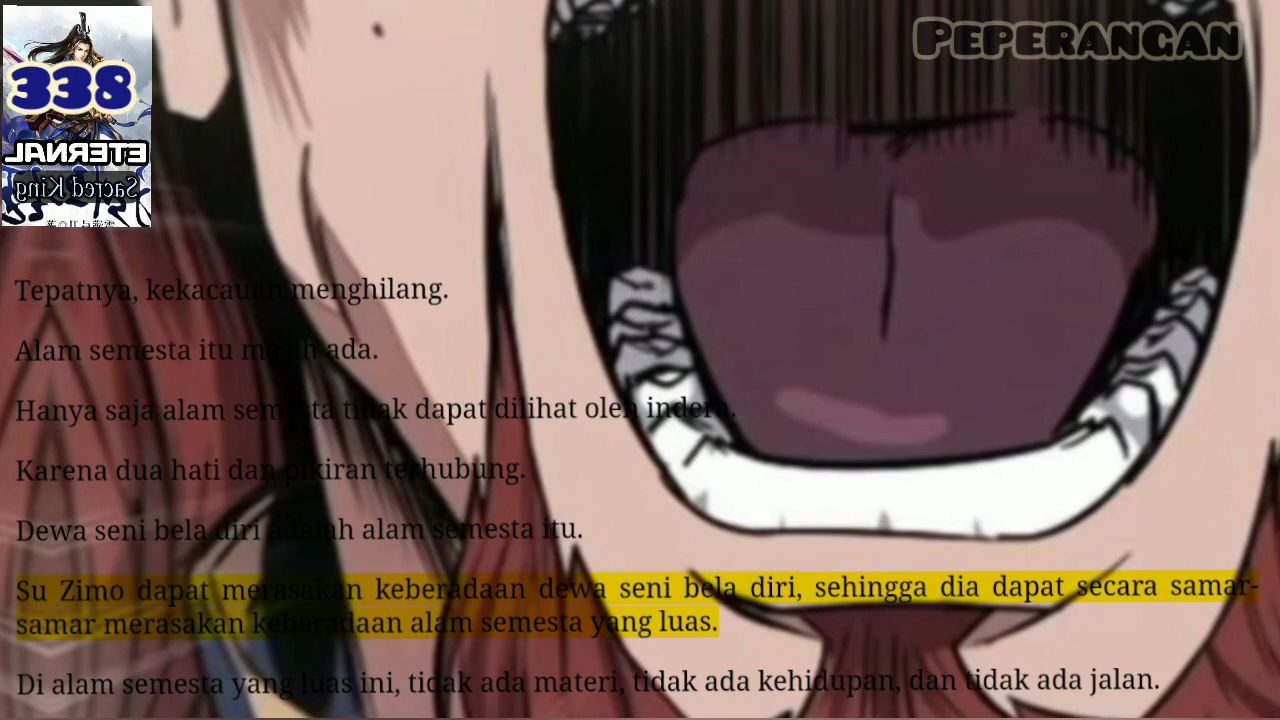 338
ETERNAL
Sacred King
PEPERANGAN
Tepatnya, kekacauan menghilang.
Alam semesta itu masih ada.
Hanya saja alam semesta tidak dapat dilihat oleh indera.
Karena dua hati dan pikiran terhubung.
Dewa seni bela diri adalah alam semesta itu.
Su Zimo dapat merasakan keberadaan dewa seni bela diri, sehingga dia dapat secara samar-
samar merasakan keberadaan alam semesta yang luas.
Di alam semesta yang luas ini, tidak ada materi, tidak ada kehidupan, dan tidak ada jalan.